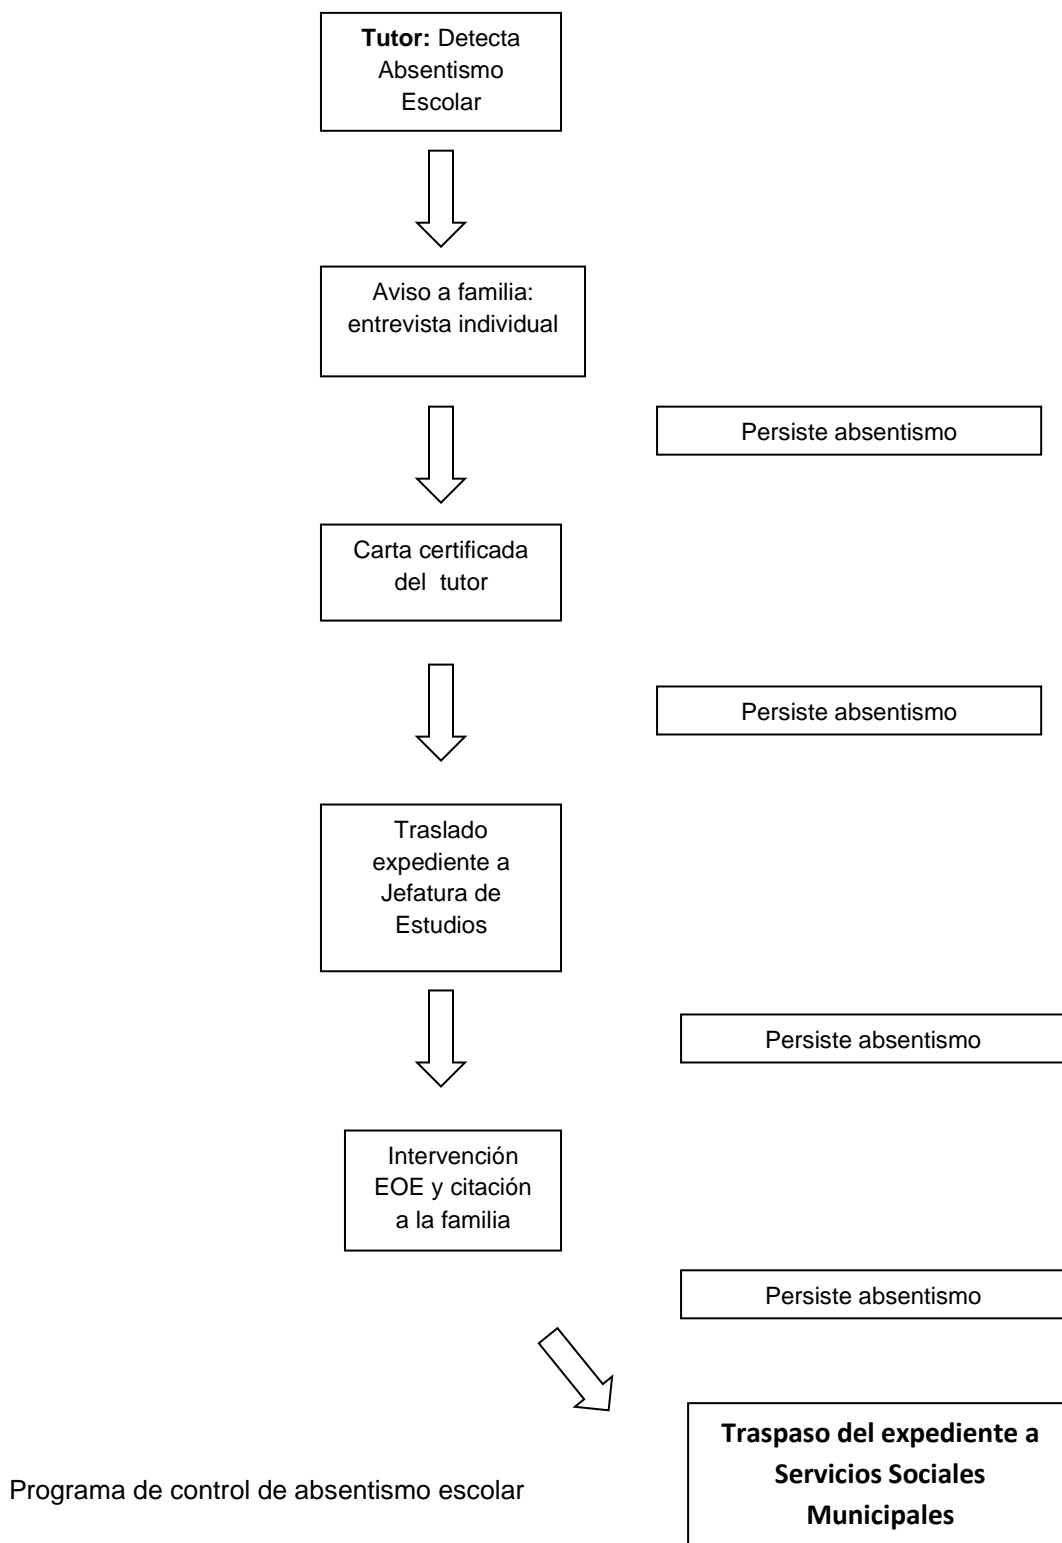 Tutor: Detecta
Absentismo
Escolar
Aviso a familia:
entrevista individual
Persiste absentismo
Carta certificada
del tutor
Persiste absentismo
Traslado
expediente a
Jefatura de
Estudios
Persiste absentismo
Intervención
EOE y citación
a la familia
Persiste absentismo
Traspaso del expediente a
Servicios Sociales
Municipales
Programa de control de absentismo escolar